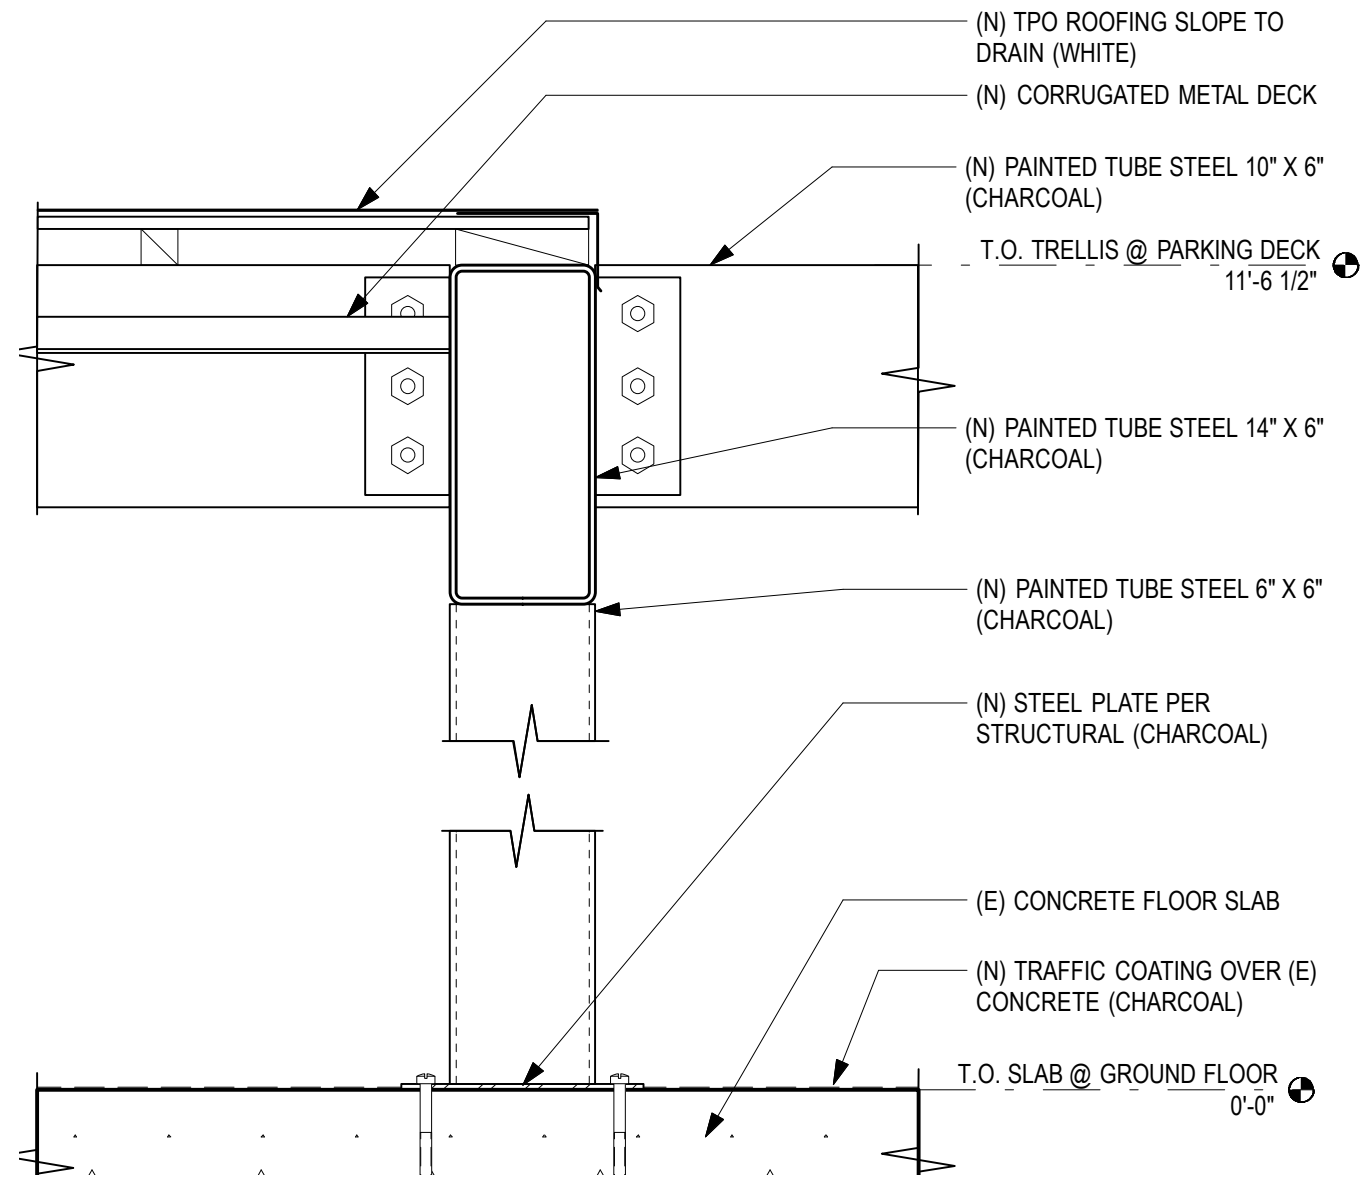 (N) TPO ROOFING SLOPE TO
DRAIN (WHITE)
(N) CORRUGATED METAL DECK
(N) PAINTED TUBE STEEL 10" X 6"
(CHARCOAL)
T.O. TRELLIS @ PARKING DECK
11'-6 1/2"
(N) PAINTED TUBE STEEL 14" X 6"
(CHARCOAL)
(N) PAINTED TUBE STEEL 6" X 6"
(CHARCOAL)
(N) STEEL PLATE PER
STRUCTURAL (CHARCOAL)
(E) CONCRETE FLOOR SLAB
(N) TRAFFIC COATING OVER (E)
CONCRETE (CHARCOAL)
T.O. SLAB @ GROUND FLOOR
0'-0"